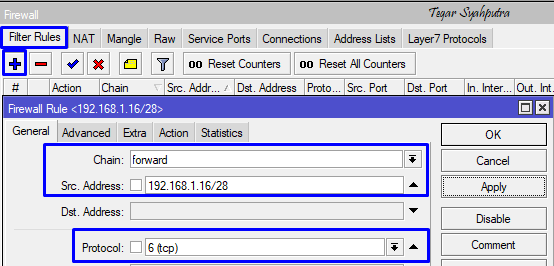 Firewall
Tegar Syahputra
Filter Rules NAT Mangle Raw Service Ports Connections Address Lists Layer7 Protocols
00 Reset Counters 00 Reset All Counters
# Action Chain Src. Addr... Dst. Address Proto... Src. Port Dst. Port In. Inter... Out. Int.
Firewall Rule <192.168.1.16/28>
General Advanced Extra Action Statistics
OK
Chain: forward
Cancel
Src. Address: 192.168.1.16/28
Apply
Dst. Address:
Disable
Protocol: 6 (tcp)
Comment